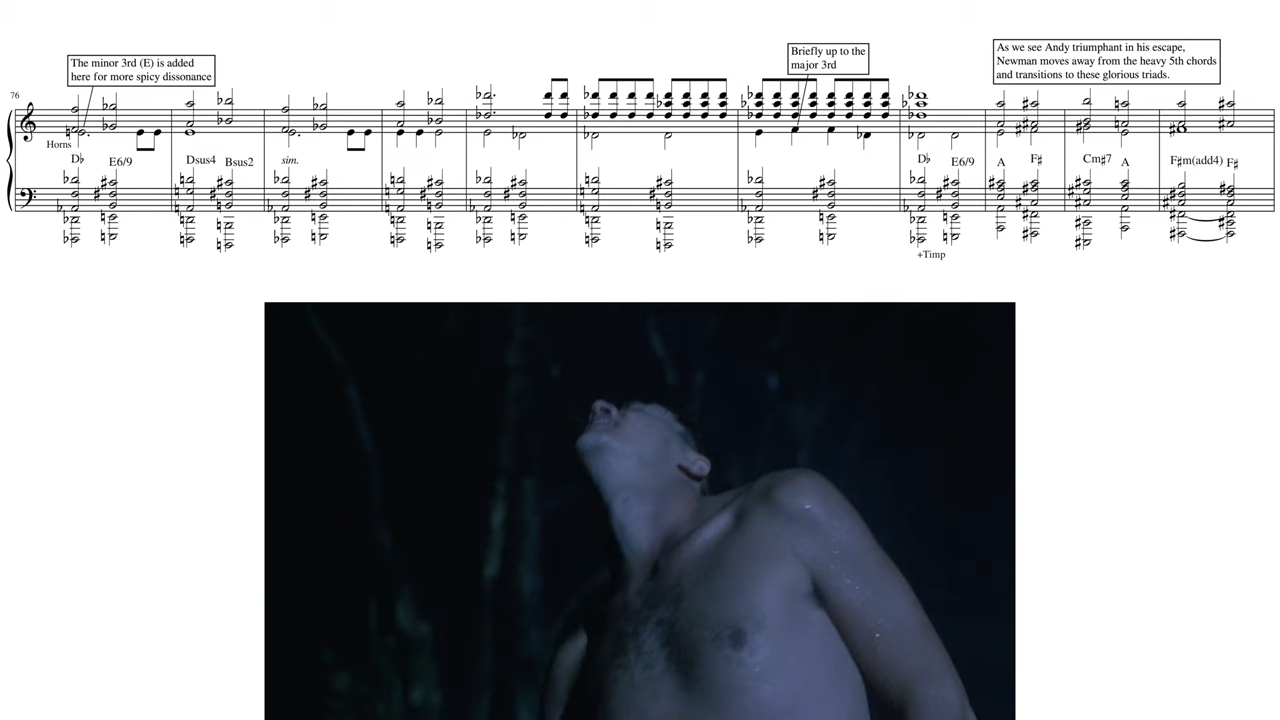 The minor 3rd (E) is added
here for more spicy dissonance
Briefly up to the
major 3rd
As we see Andy triumphant in his escape,
Newman moves away from the heavy 5th chords
and transitions to these glorious triads.
76
Horns
D♭ E6/9 Dsus4 Bsus2 sim. D♭ E6/9 A F♯ Cm♯7 A F♯m(add4) F♯
+Timp